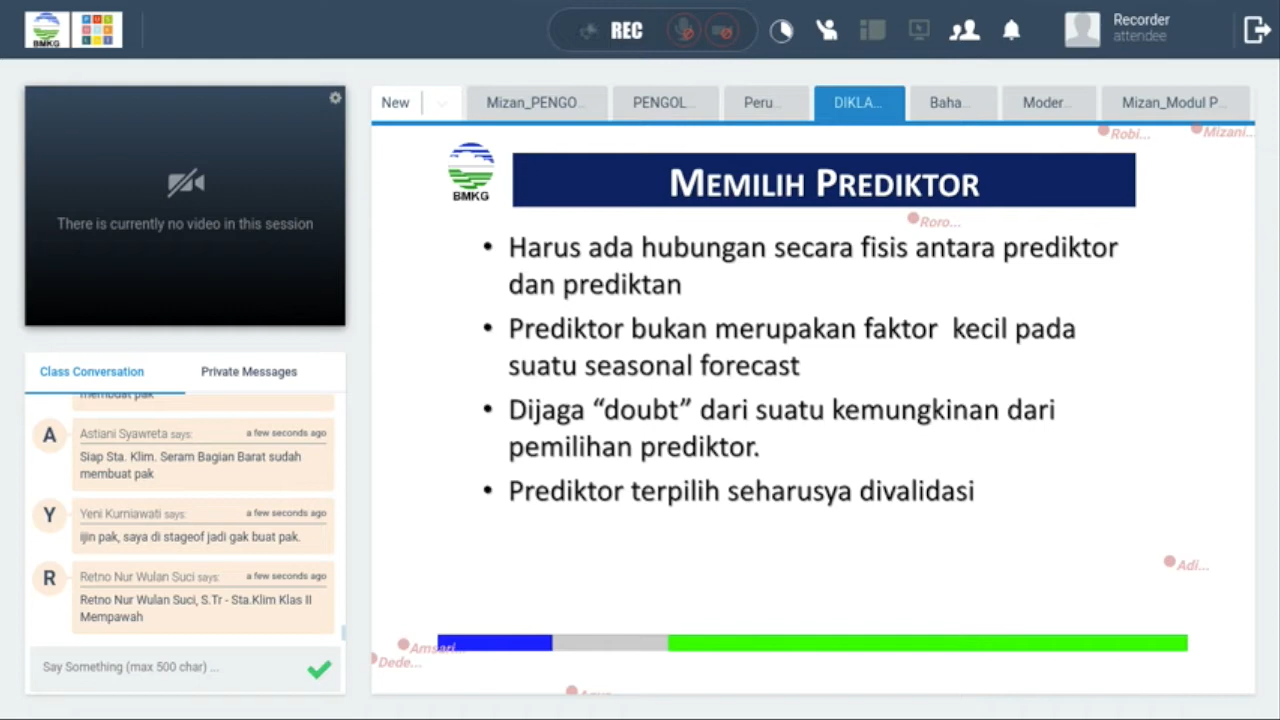 BMKG
REC
Recorder
attendee
There is currently no video in this session
New
Mizan_PENGO...
PENGOL...
Peru...
DIKLA...
Baha...
Moder...
Mizan_Modul P...
Robi...
Mizani...
BMKG
MEMILIH PREDIKTOR
Roro...
• Harus ada hubungan secara fisis antara prediktor
dan prediktan
• Prediktor bukan merupakan faktor kecil pada
suatu seasonal forecast
• Dijaga “doubt” dari suatu kemungkinan dari
pemilihan prediktor.
• Prediktor terpilih seharusya divalidasi
Adi...
Amsari...
Dede...
Class Conversation
Private Messages
membuat pak
A
Astiani Syawreta says:
a few seconds ago
Siap Sta. Klim. Seram Bagian Barat sudah
membuat pak
Y
Yeni Kurniawati says:
a few seconds ago
ijin pak, saya di stageof jadi gak buat pak.
R
Retno Nur Wulan Suci says:
a few seconds ago
Retno Nur Wulan Suci, S.Tr - Sta.Klim Klas II
Mempawah
Say Something (max 500 char) ...